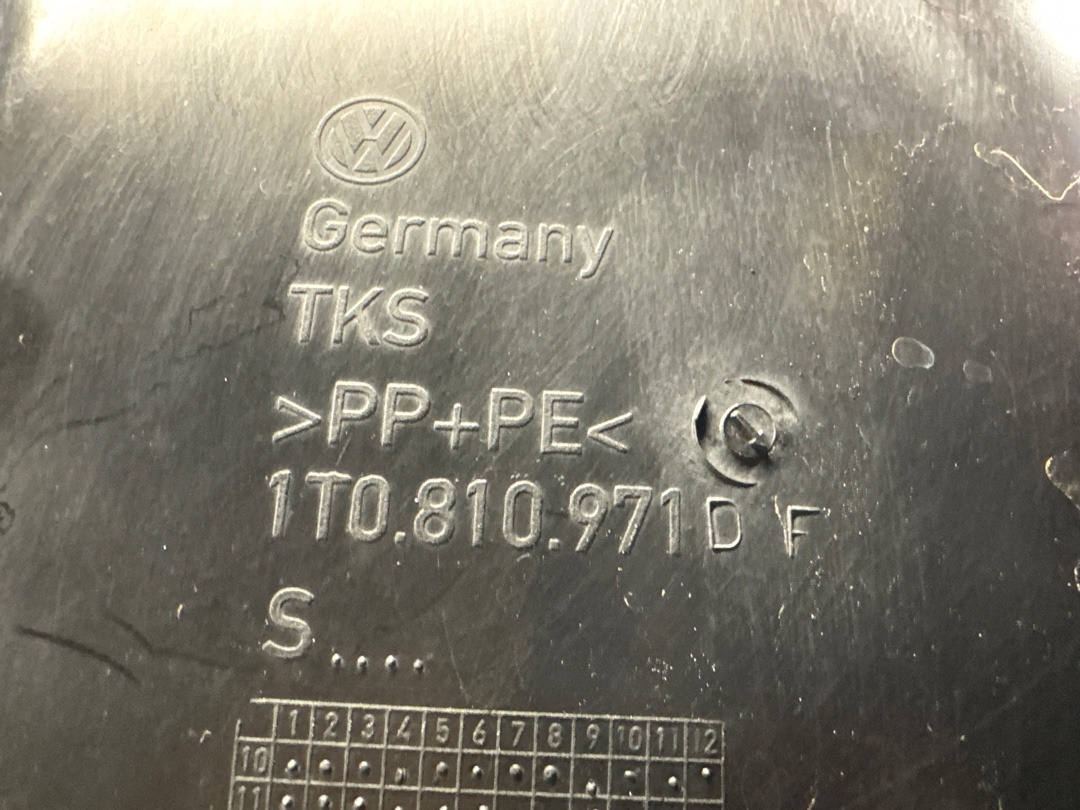 Germany
TKS
>PP+PE<
1T0.810.971 D F
S....
1 2 3 4 5 6 7 8 9 10 11 12
10
11